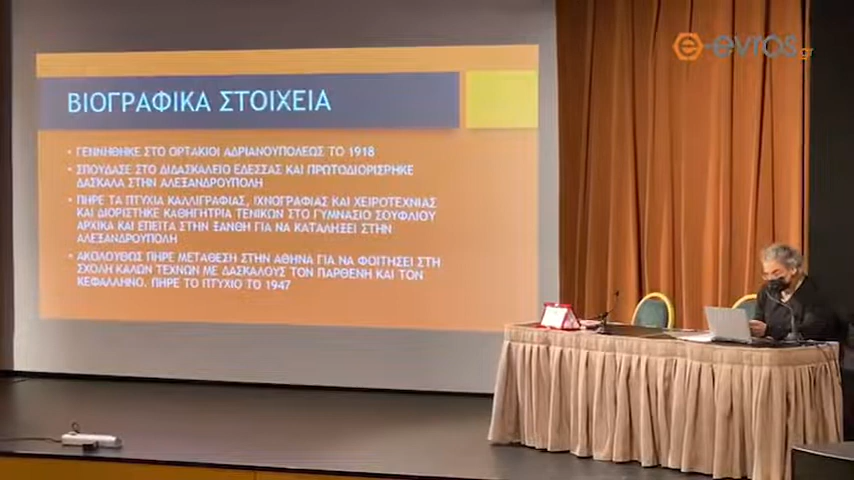 e-evros.gr
ΒΙΟΓΡΑΦΙΚΑ ΣΤΟΙΧΕΙΑ
• ΓΕΝΝΗΘΗΚΕ ΣΤΟ ΟΡΤΑΚΙΟΙ ΑΔΡΙΑΝΟΥΠΟΛΕΩΣ ΤΟ 1918
• ΣΠΟΥΔΑΣΕ ΣΤΟ ΔΙΔΑΣΚΑΛΕΙΟ ΕΔΕΣΣΑΣ ΚΑΙ ΠΡΩΤΟΔΙΟΡΙΣΡΗΚΕ
ΔΑΣΚΑΛΑ ΣΤΗΝ ΑΛΕΞΑΝΔΡΟΥΠΟΛΗ
• ΠΗΡΕ ΤΑ ΠΤΥΧΙΑ ΚΑΛΛΙΓΡΑΦΙΑΣ, ΙΧΝΟΓΡΑΦΙΑΣ ΚΑΙ ΧΕΙΡΟΤΕΧΝΙΑΣ
ΚΑΙ ΔΙΟΡΙΣΤΗΚΕ ΚΑΘΗΓΗΤΡΙΑ ΤΕΝΙΚΩΝ ΣΤΟ ΓΥΜΝΑΣΙΟ ΣΟΥΦΛΙΟΥ
ΑΡΧΙΚΑ ΚΑΙ ΕΠΕΙΤΑ ΣΤΗΝ ΞΑΝΘΗ ΓΙΑ ΝΑ ΚΑΤΑΛΗΞΕΙ ΣΤΗΝ
ΑΛΕΞΑΝΔΡΟΥΠΟΛΗ
• ΑΚΟΛΟΥΘΩΣ ΠΗΡΕ ΜΕΤΑΘΕΣΗ ΣΤΗΝ ΑΘΗΝΑ ΓΙΑ ΝΑ ΦΟΙΤΗΣΕΙ ΣΤΗ
ΣΧΟΛΗ ΚΑΛΩΝ ΤΕΧΝΩΝ ΜΕ ΔΑΣΚΑΛΟΥΣ ΤΟΝ ΠΑΡΘΕΝΗ ΚΑΙ ΤΟΝ
ΚΕΦΑΛΛΗΝΟ. ΠΗΡΕ ΤΟ ΠΤΥΧΙΟ ΤΟ 1947